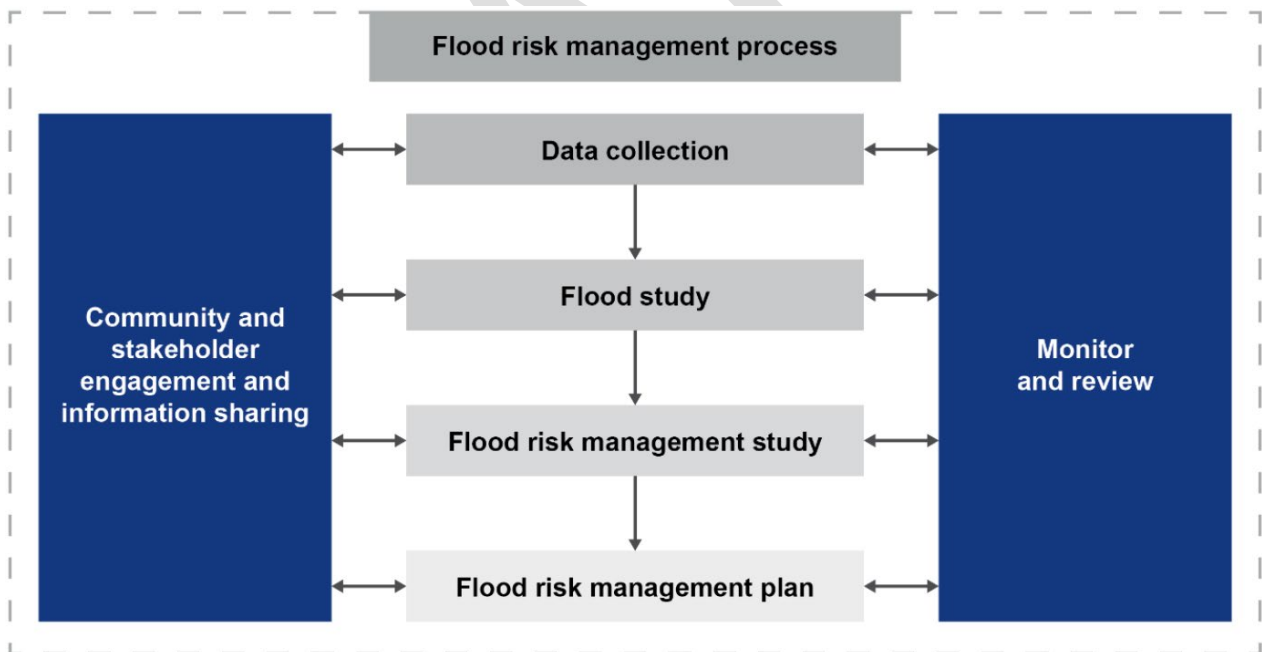 Flood risk management process
Data collection
Flood study
Flood risk management study
Flood risk management plan
Community and
stakeholder
engagement and
information sharing
Monitor
and review